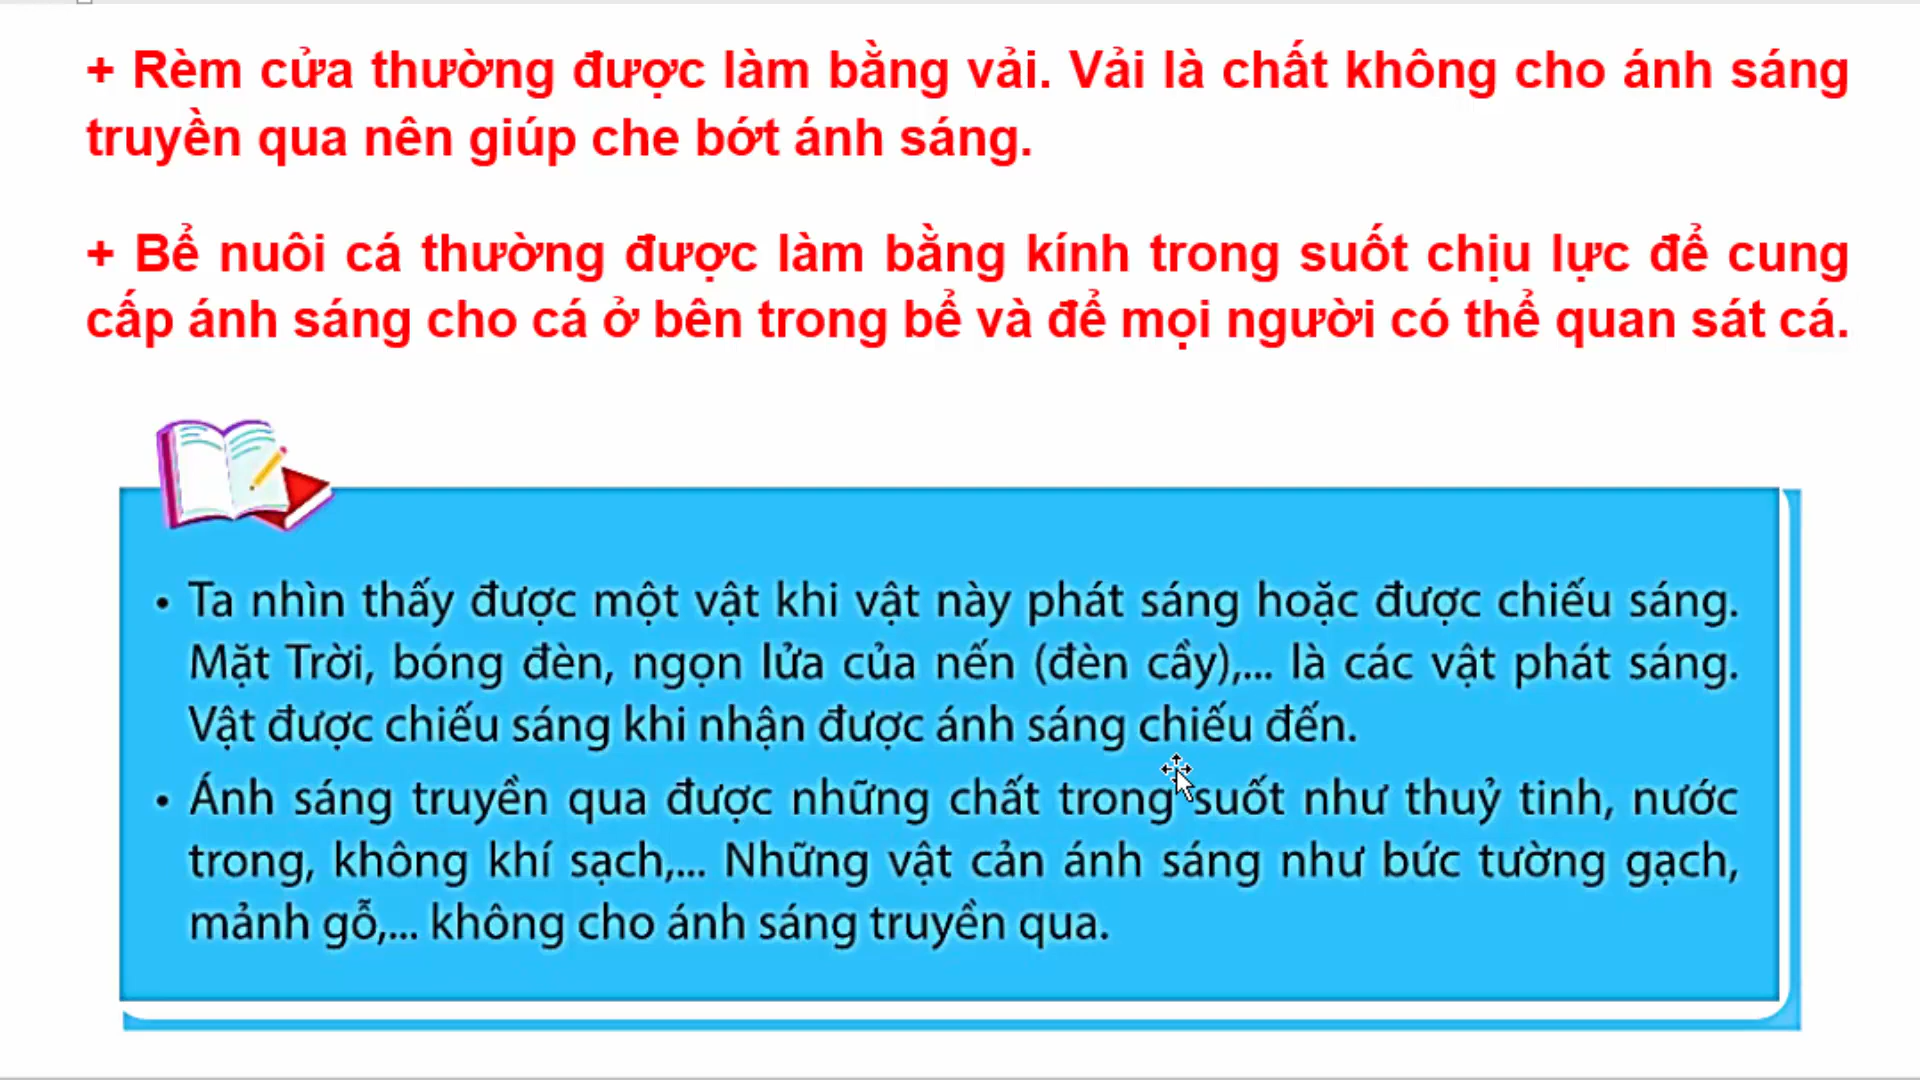 + Rèm cửa thường được làm bằng vải. Vải là chất không cho ánh sáng
truyền qua nên giúp che bớt ánh sáng.
+ Bể nuôi cá thường được làm bằng kính trong suốt chịu lực để cung
cấp ánh sáng cho cá ở bên trong bể và để mọi người có thể quan sát cá.
• Ta nhìn thấy được một vật khi vật này phát sáng hoặc được chiếu sáng.
Mặt Trời, bóng đèn, ngọn lửa của nến (đèn cầy),... là các vật phát sáng.
Vật được chiếu sáng khi nhận được ánh sáng chiếu đến.
• Ánh sáng truyền qua được những chất trong suốt như thuỷ tinh, nước
trong, không khí sạch,... Những vật cản ánh sáng như bức tường gạch,
mảnh gỗ,... không cho ánh sáng truyền qua.